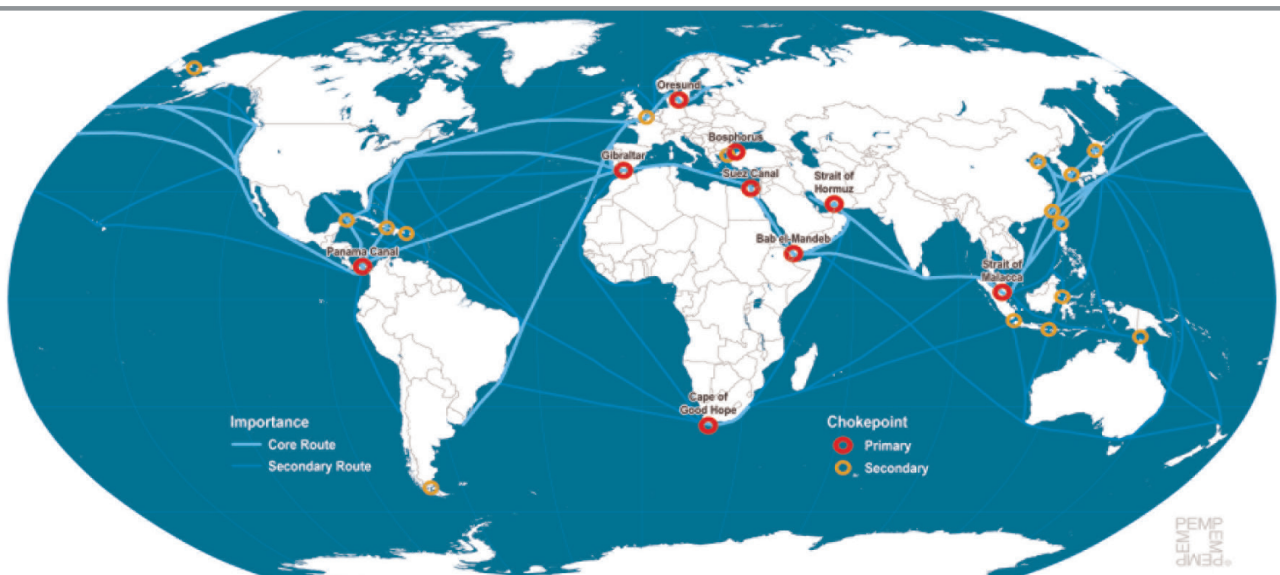 Oresund
Bosphorus
Gibraltar
Suez Canal
Strait of
Hormuz
Bab el-Mandeb
Panama Canal
Strait of
Malacca
Cape of
Good Hope
Importance
Core Route
Secondary Route
Chokepoint
Primary
Secondary
PEMP